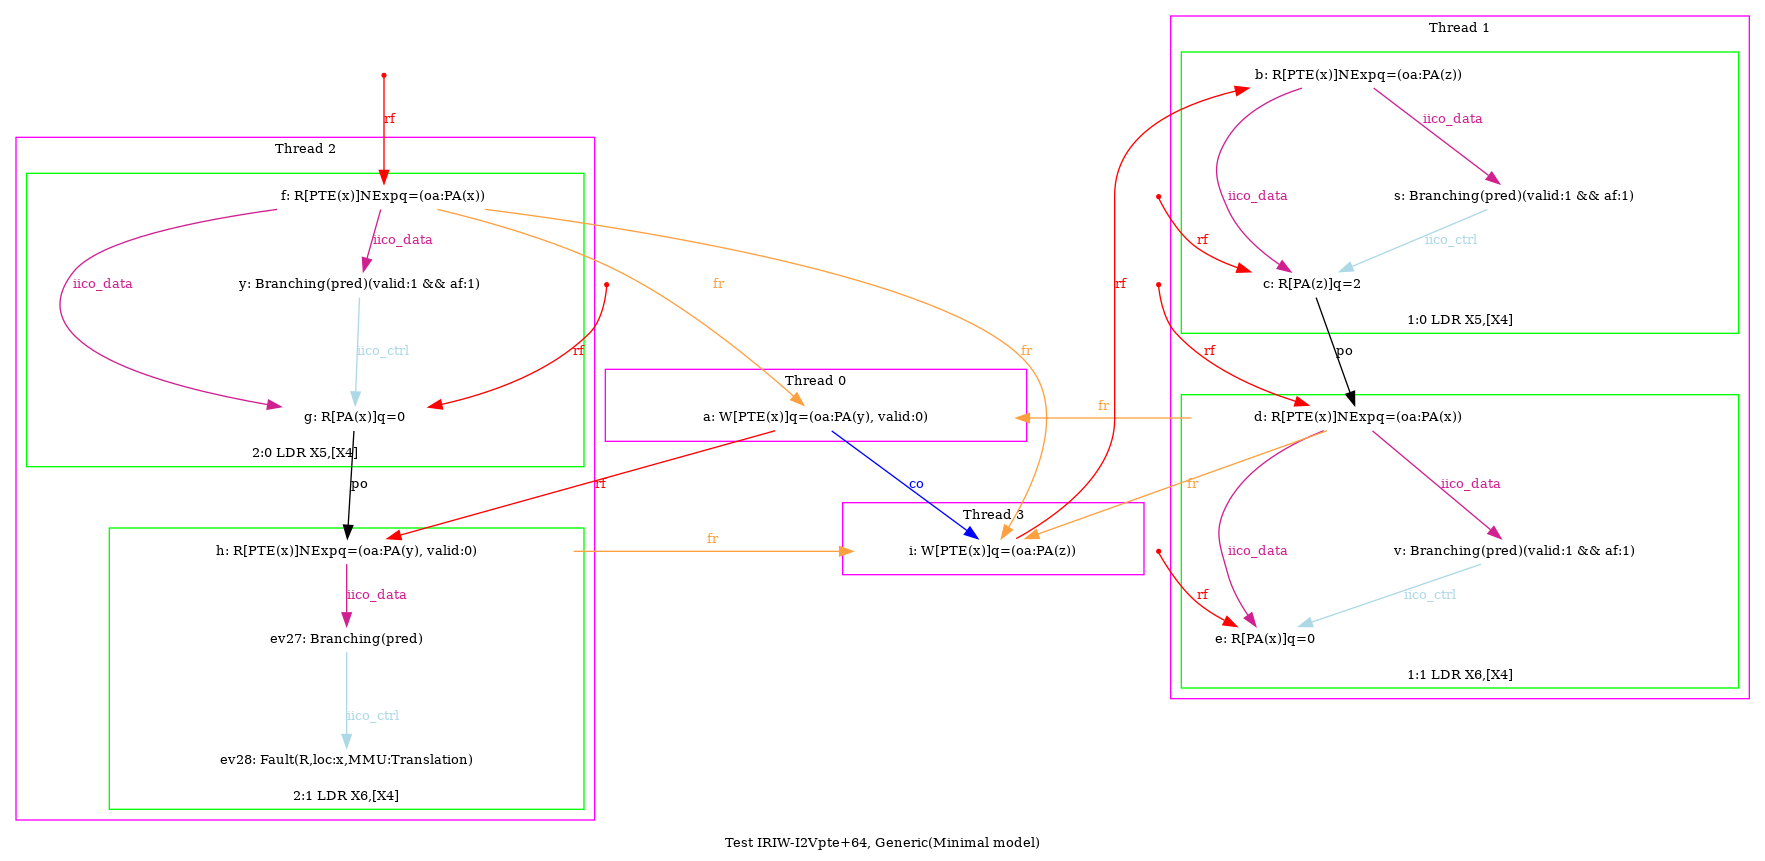 Thread 1
b: R[PTE(x)]NExpq=(oa:PA(z))
rf
iico_data
Thread 2
f: R[PTE(x)]NExpq=(oa:PA(x))
iico_data
s: Branching(pred)(valid:1 && af:1)
iico_data
rf
iico_ctrl
iico_data
y: Branching(pred)(valid:1 && af:1)
fr
rf
c: R[PA(z)]q=2
1:0 LDR X5,[X4]
iico_ctrl
rf
fr
rf
po
Thread 0
g: R[PA(x)]q=0
a: W[PTE(x)]q=(oa:PA(y), valid:0)
fr
d: R[PTE(x)]NExpq=(oa:PA(x))
2:0 LDR X5,[X4]
po
rf
co
fr
iico_data
Thread 3
fr
h: R[PTE(x)]NExpq=(oa:PA(y), valid:0)
i: W[PTE(x)]q=(oa:PA(z))
iico_data
v: Branching(pred)(valid:1 && af:1)
iico_data
rf
iico_ctrl
ev27: Branching(pred)
e: R[PA(x)]q=0
1:1 LDR X6,[X4]
iico_ctrl
ev28: Fault(R,loc:x,MMU:Translation)
2:1 LDR X6,[X4]
Test IRIW-I2Vpte+64, Generic(Minimal model)